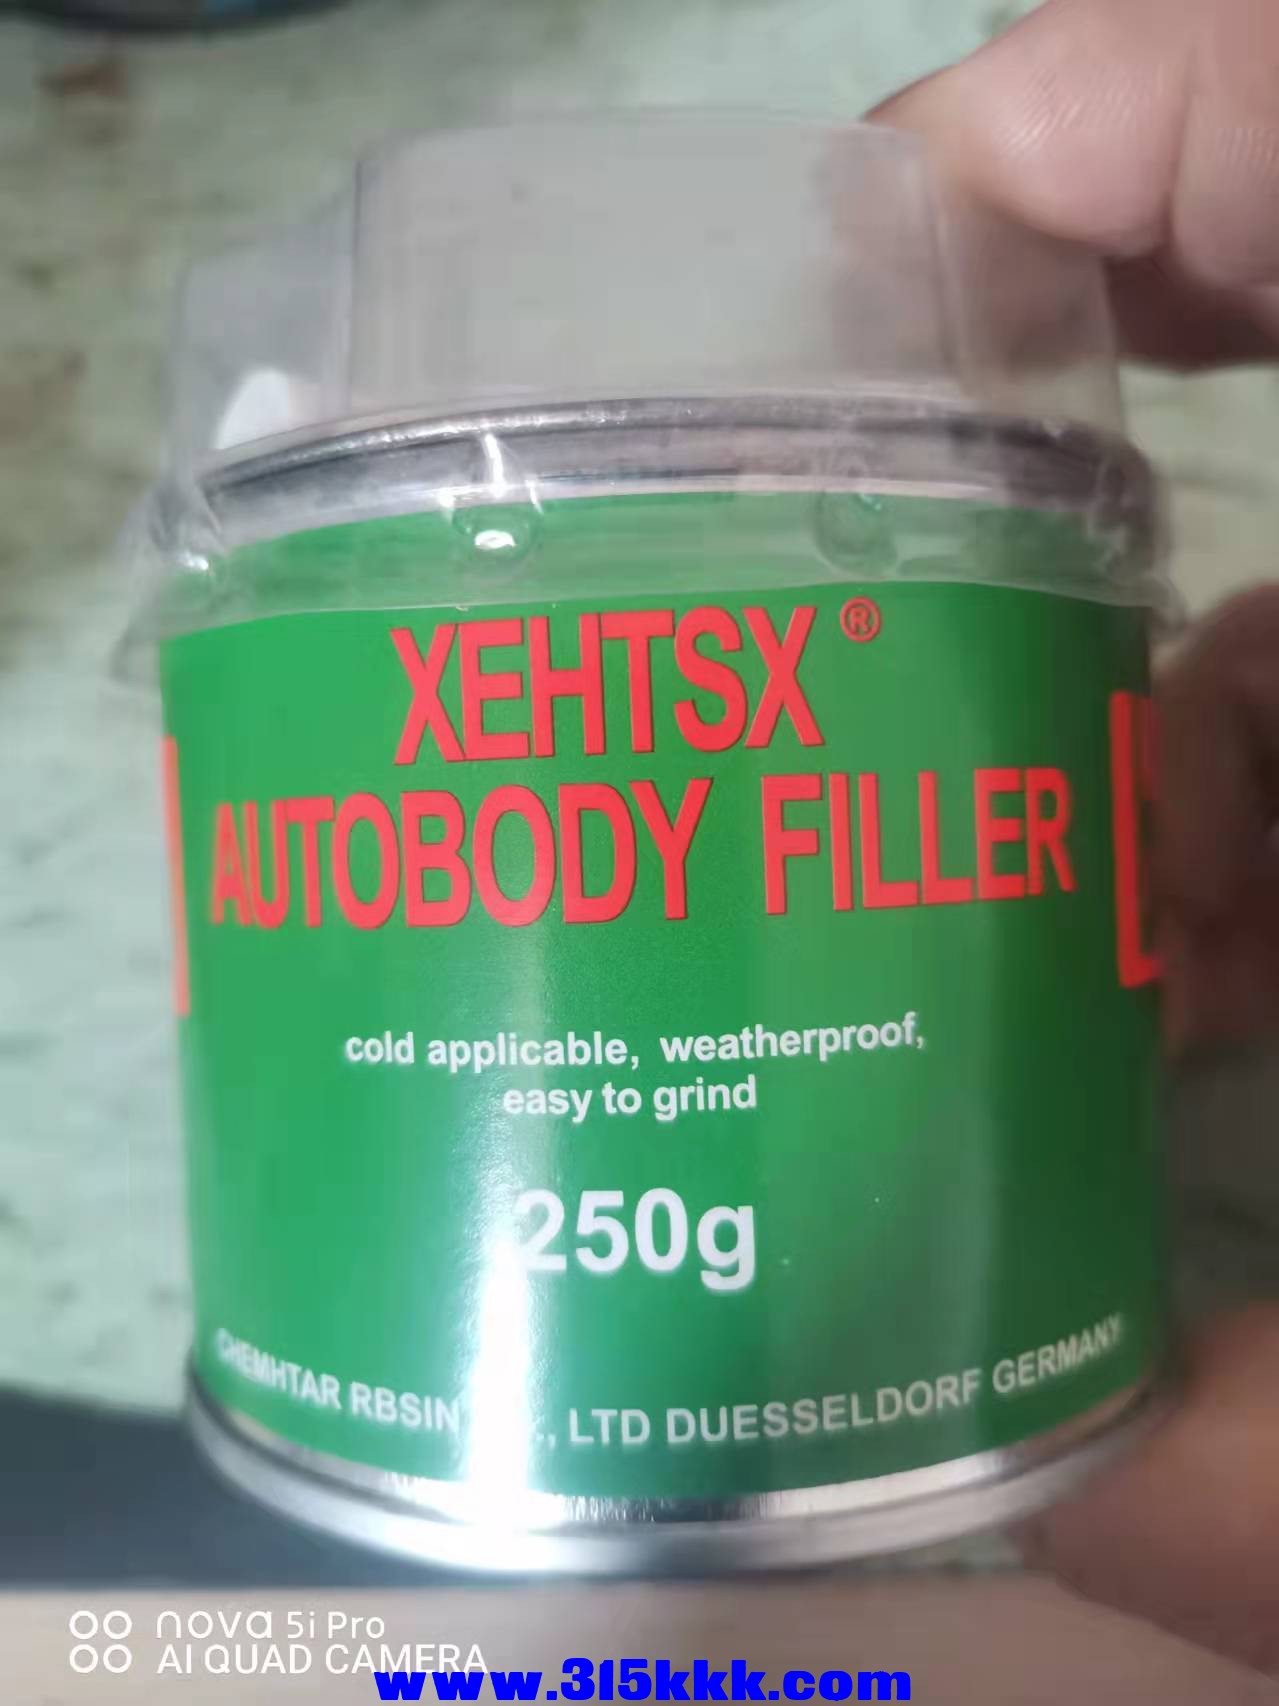 XEHTSX ®
AUTOBODY FILLER
cold applicable, weatherproof,
easy to grind
250g
CHEMHTAR RBSIN , LTD DUESSELDORF GERMANY
nova 5i Pro
AI QUAD CAMERA
www.315kkk.com